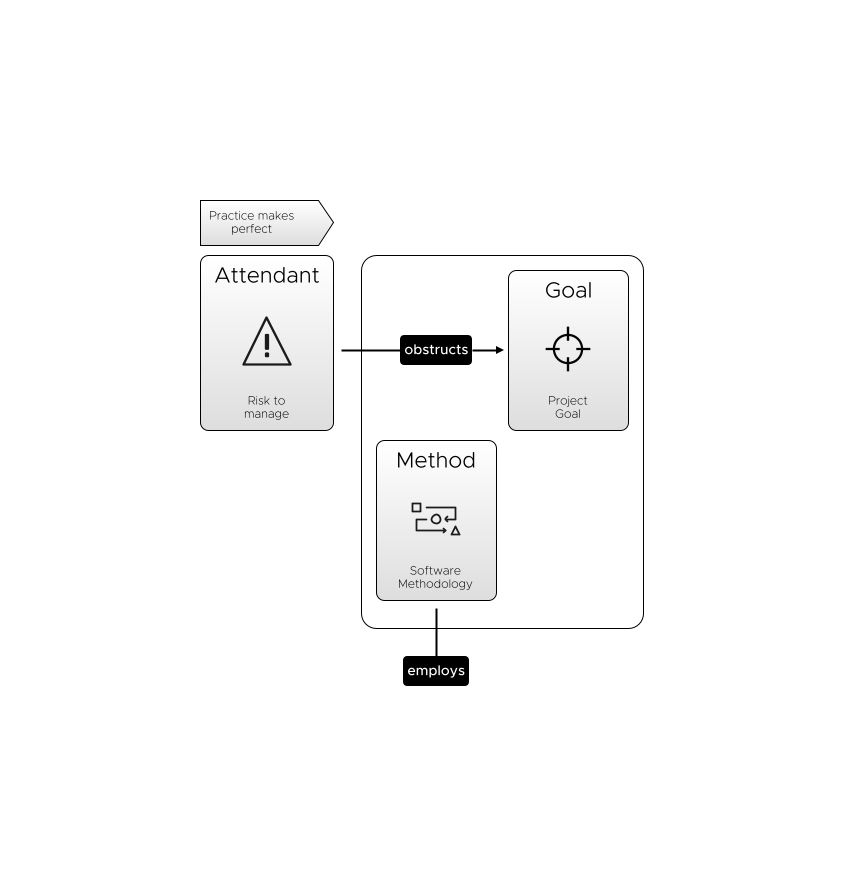 Practice makes
perfect
Attendant
Risk to
manage
obstructs
Goal
Project
Goal
Method
Software
Methodology
employs